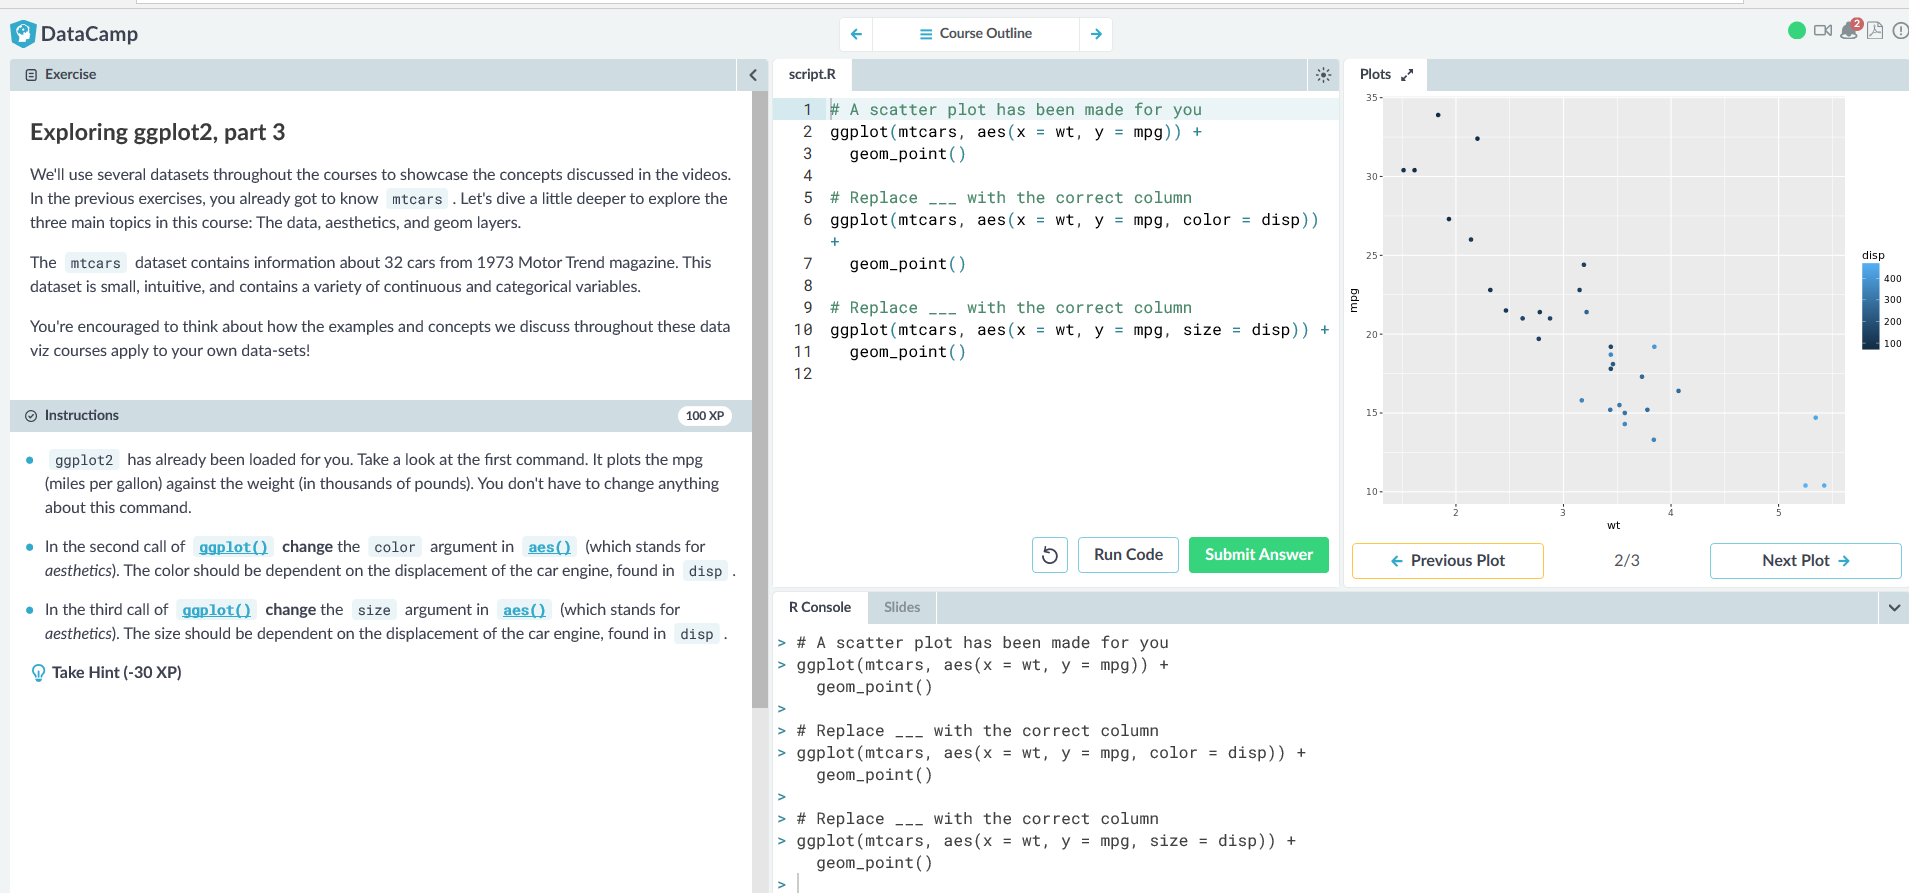 DataCamp
Course Outline
2
Exercise
Exploring ggplot2, part 3
We'll use several datasets throughout the courses to showcase the concepts discussed in the videos.
In the previous exercises, you already got to know mtcars . Let's dive a little deeper to explore the
three main topics in this course: The data, aesthetics, and geom layers.
The mtcars dataset contains information about 32 cars from 1973 Motor Trend magazine. This
dataset is small, intuitive, and contains a variety of continuous and categorical variables.
You're encouraged to think about how the examples and concepts we discuss throughout these data
viz courses apply to your own data-sets!
Instructions
100 XP
ggplot2 has already been loaded for you. Take a look at the first command. It plots the mpg
(miles per gallon) against the weight (in thousands of pounds). You don't have to change anything
about this command.
In the second call of ggplot() change the color argument in aes() (which stands for
aesthetics). The color should be dependent on the displacement of the car engine, found in disp .
In the third call of ggplot() change the size argument in aes() (which stands for
aesthetics). The size should be dependent on the displacement of the car engine, found in disp .
Take Hint (-30 XP)
script.R
1 # A scatter plot has been made for you
2 ggplot(mtcars, aes(x = wt, y = mpg)) +
3 geom_point()
4
5 # Replace ___ with the correct column
6 ggplot(mtcars, aes(x = wt, y = mpg, color = disp))
+
7 geom_point()
8
9 # Replace ___ with the correct column
10 ggplot(mtcars, aes(x = wt, y = mpg, size = disp)) +
11 geom_point()
12
Run Code
Submit Answer
Plots
35
30
25
20
15
10
mpg
2 3 4 5
wt
disp
400
300
200
100
Previous Plot
2/3
Next Plot
R Console
Slides
> # A scatter plot has been made for you
> ggplot(mtcars, aes(x = wt, y = mpg)) +
geom_point()
>
> # Replace ___ with the correct column
> ggplot(mtcars, aes(x = wt, y = mpg, color = disp)) +
geom_point()
>
> # Replace ___ with the correct column
> ggplot(mtcars, aes(x = wt, y = mpg, size = disp)) +
geom_point()
>